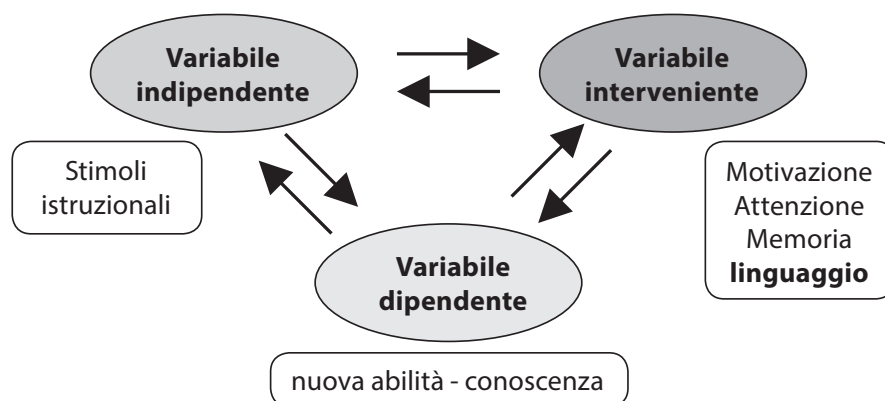 Variabile
indipendente
Variabile
interveniente
Stimoli
istruzionali
Motivazione
Attenzione
Memoria
linguaggio
Variabile
dipendente
nuova abilità - conoscenza